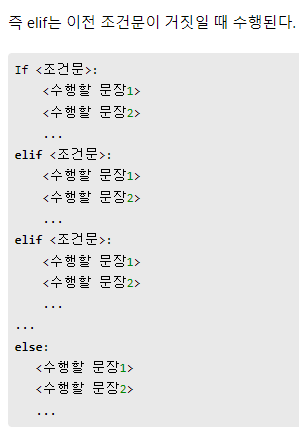 즉 elif는 이전 조건문이 거짓일 때 수행된다.
If <조건문>:
    <수행할 문장1>
    <수행할 문장2>
    ...
elif <조건문>:
    <수행할 문장1>
    <수행할 문장2>
    ...
elif <조건문>:
    <수행할 문장1>
    <수행할 문장2>
    ...
...
else:
   <수행할 문장1>
   <수행할 문장2>
   ...